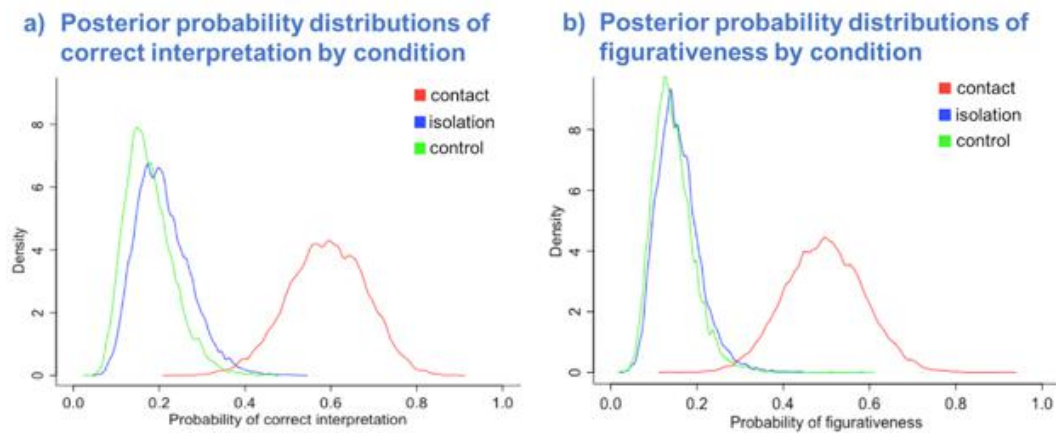 a) Posterior probability distributions of
correct interpretation by condition
contact
isolation
control
Density
0 2 4 6 8
0.0 0.2 0.4 0.6 0.8 1.0
Probability of correct interpretation
b) Posterior probability distributions of
figurativeness by condition
contact
isolation
control
Density
0 2 4 6 8
0.0 0.2 0.4 0.6 0.8 1.0
Probability of figurativeness